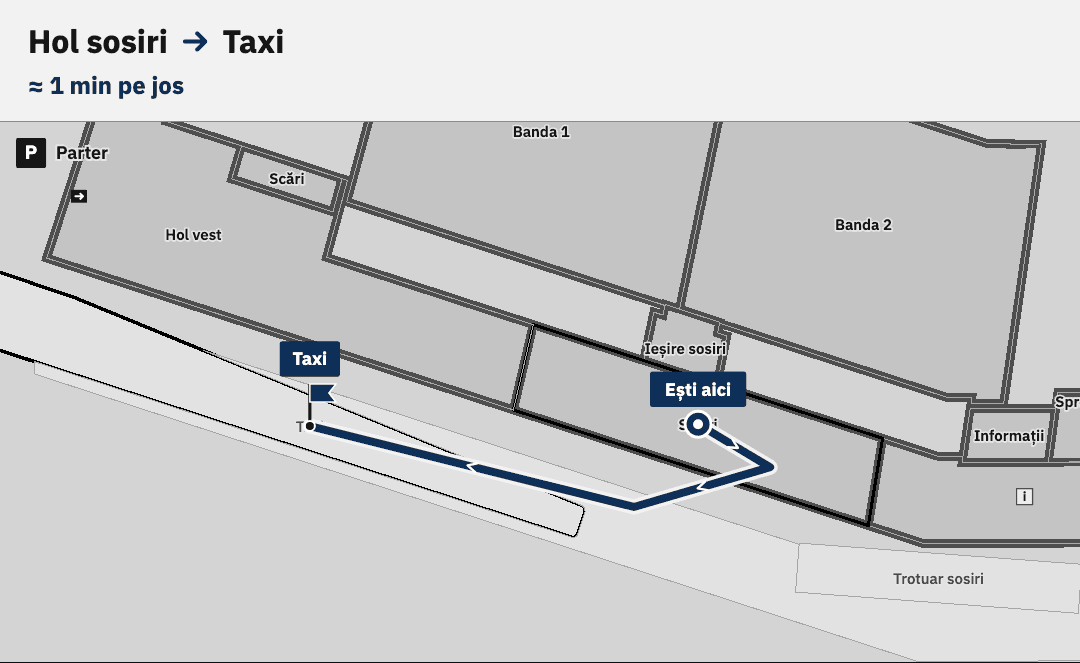 Hol sosiri → Taxi
≈ 1 min pe jos
Banda 1
P Parter
Scări
Banda 2
Hol vest
Ieșire sosiri
Taxi
Ești aici
Spr
Informații
i
Trotuar sosiri